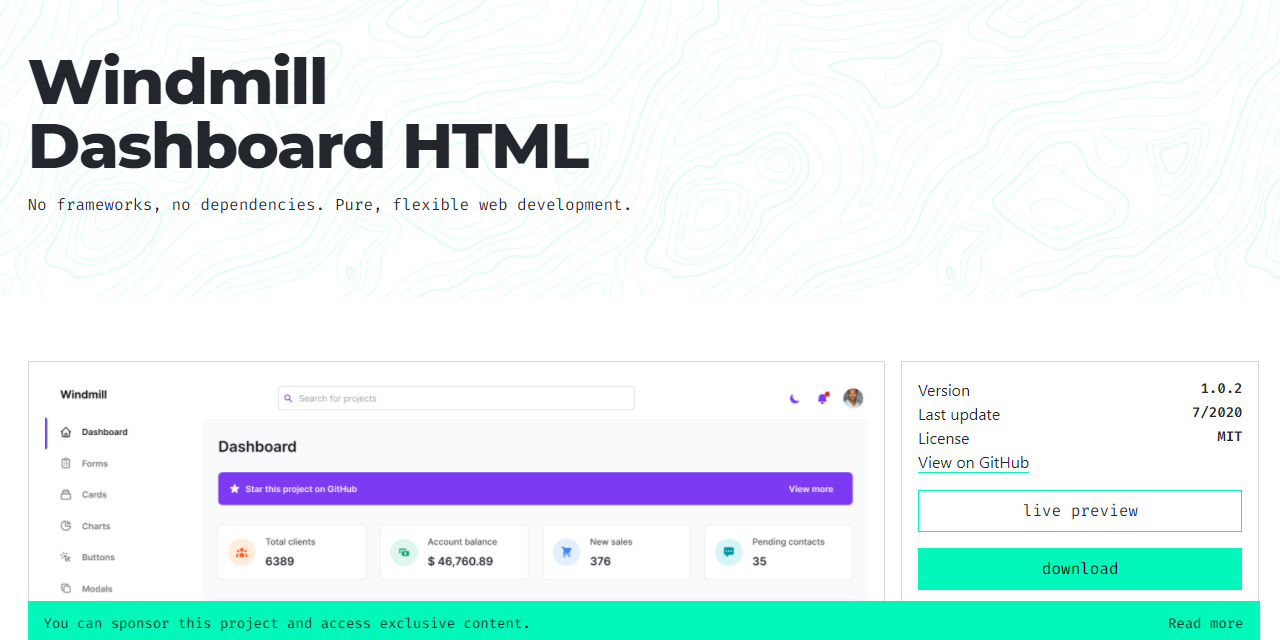 Windmill
Dashboard HTML
No frameworks, no dependencies. Pure, flexible web development.
Windmill
Search for projects
Dashboard
Forms
Cards
Charts
Buttons
Modals
Dashboard
Star this project on GitHub
View more
Total clients
6389
Account balance
$ 46,760.89
New sales
376
Pending contacts
35
Version 1.0.2
Last update 7/2020
License MIT
View on GitHub
live preview
download
You can sponsor this project and access exclusive content.
Read more